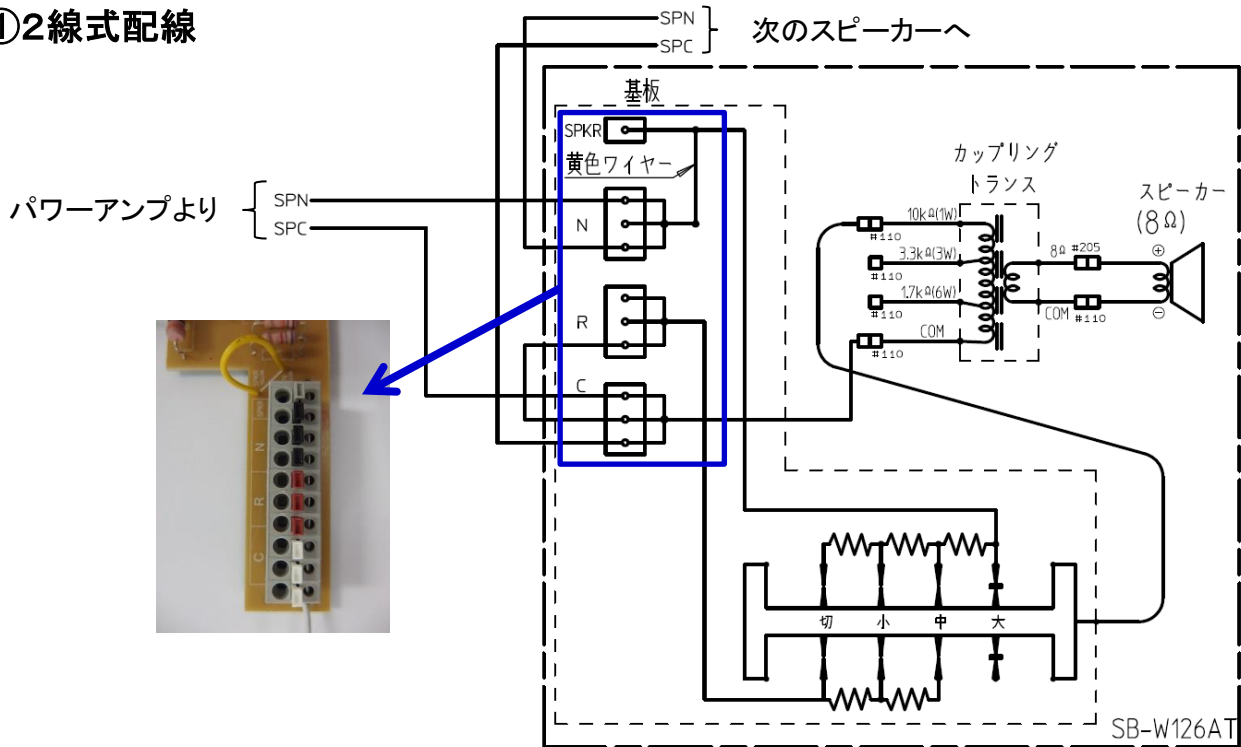 ①2線式配線
SPN
SPC
次のスピーカーへ
基板
SPKR
黄色ワイヤー
パワーアンプより
SPN
SPC
N
R
C
カップリング
トランス
スピーカー
(8Ω)
10kΩ(1W)
#110
3.3kΩ(3W)
#110
1.7kΩ(6W)
#110
COM
#110
8Ω #205
COM #110
⊕
⊖
N
R
C
切 小 中 大
SB-W126AT